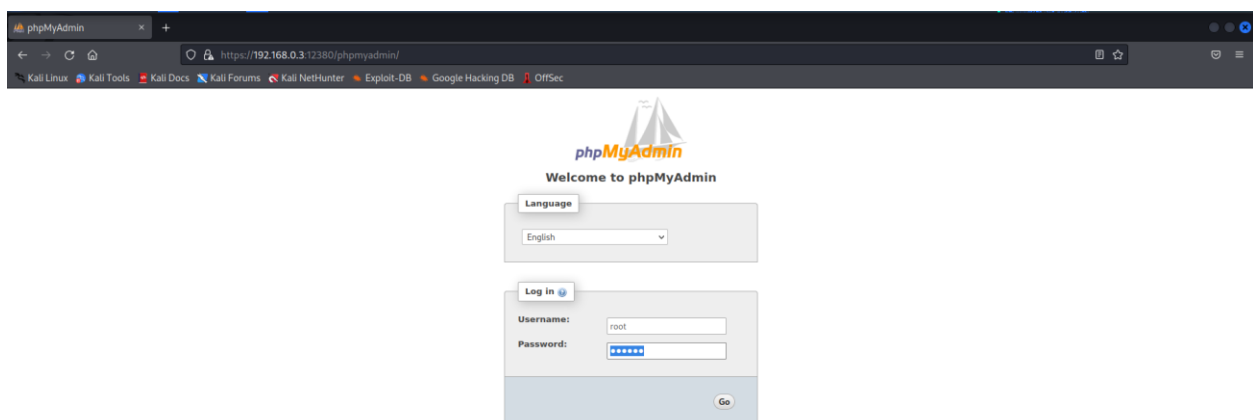 phpMyAdmin
https://192.168.0.3:12380/phpmyadmin/
Kali Linux Kali Tools Kali Docs Kali Forums Kali NetHunter Exploit-DB Google Hacking DB OffSec
phpMyAdmin
Welcome to phpMyAdmin
Language
English
Log in
Username: root
Password: ••••••
Go